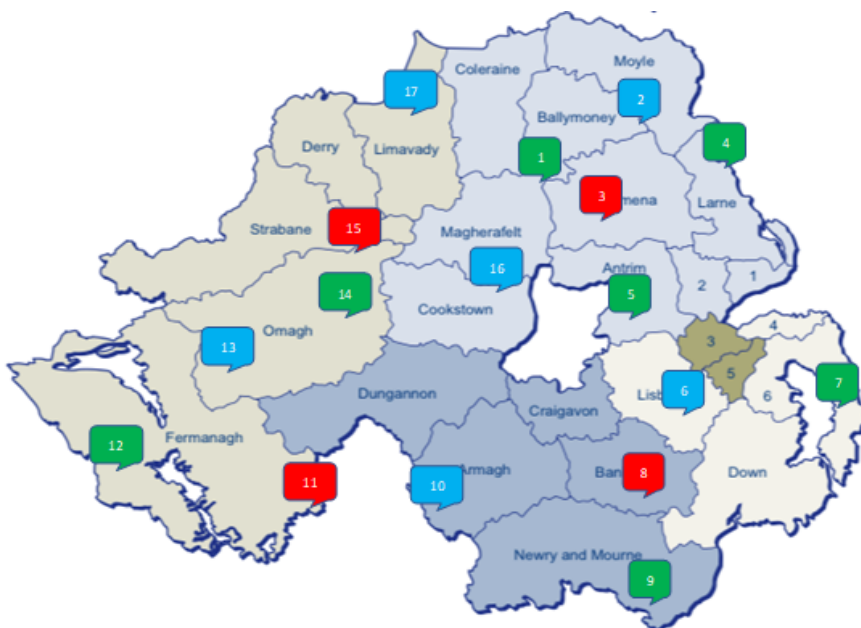 Moyle
Coleraine
17
2
Ballymoney
Derry
Limavady
1
4
3
mena
Larne
Strabane
15
Magherafelt
16
Antrim
2
1
14
5
Cookstown
Omagh
13
3
4
5
7
Dungannon
Lisb
6
6
Craigavon
12
Fermanagh
11
10
Armagh
Ban
8
Down
Newry and Mourne
9